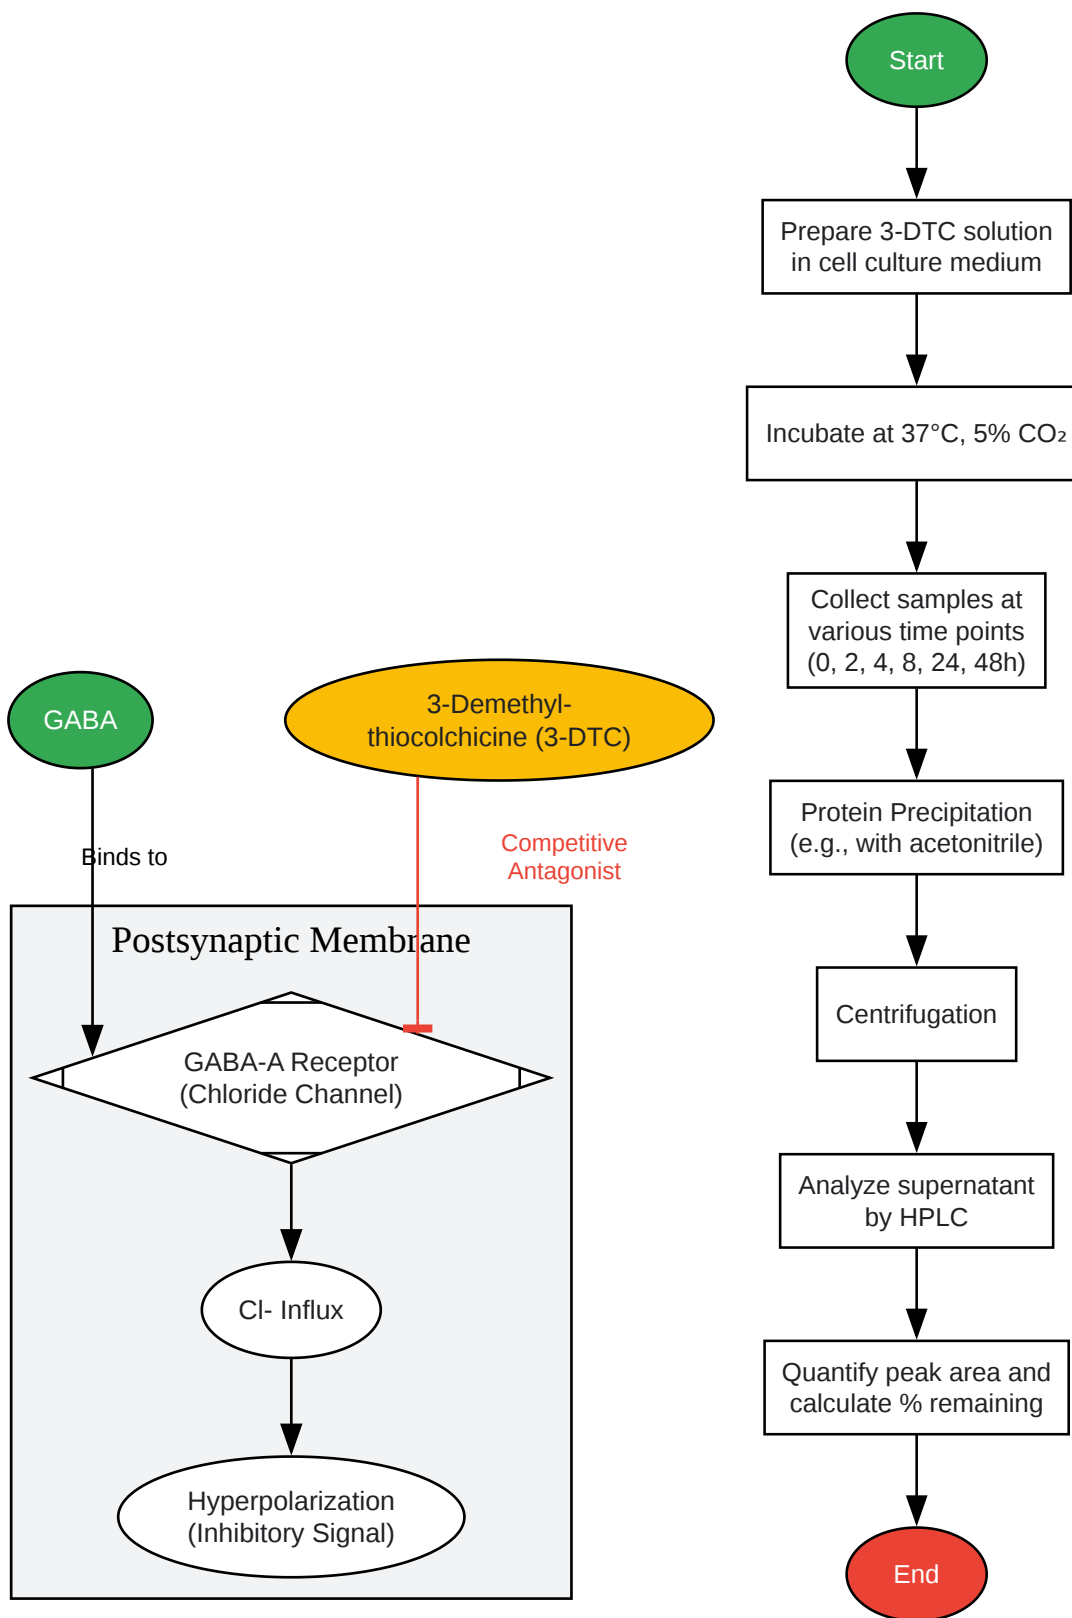 GABA
3-Demethyl-
thiocolchicine (3-DTC)
Binds to
Competitive
Antagonist
Postsynaptic Membrane
GABA-A Receptor
(Chloride Channel)
Cl- Influx
Hyperpolarization
(Inhibitory Signal)
Start
Prepare 3-DTC solution
in cell culture medium
Incubate at 37°C, 5% CO₂
Collect samples at
various time points
(0, 2, 4, 8, 24, 48h)
Protein Precipitation
(e.g., with acetonitrile)
Centrifugation
Analyze supernatant
by HPLC
Quantify peak area and
calculate % remaining
End